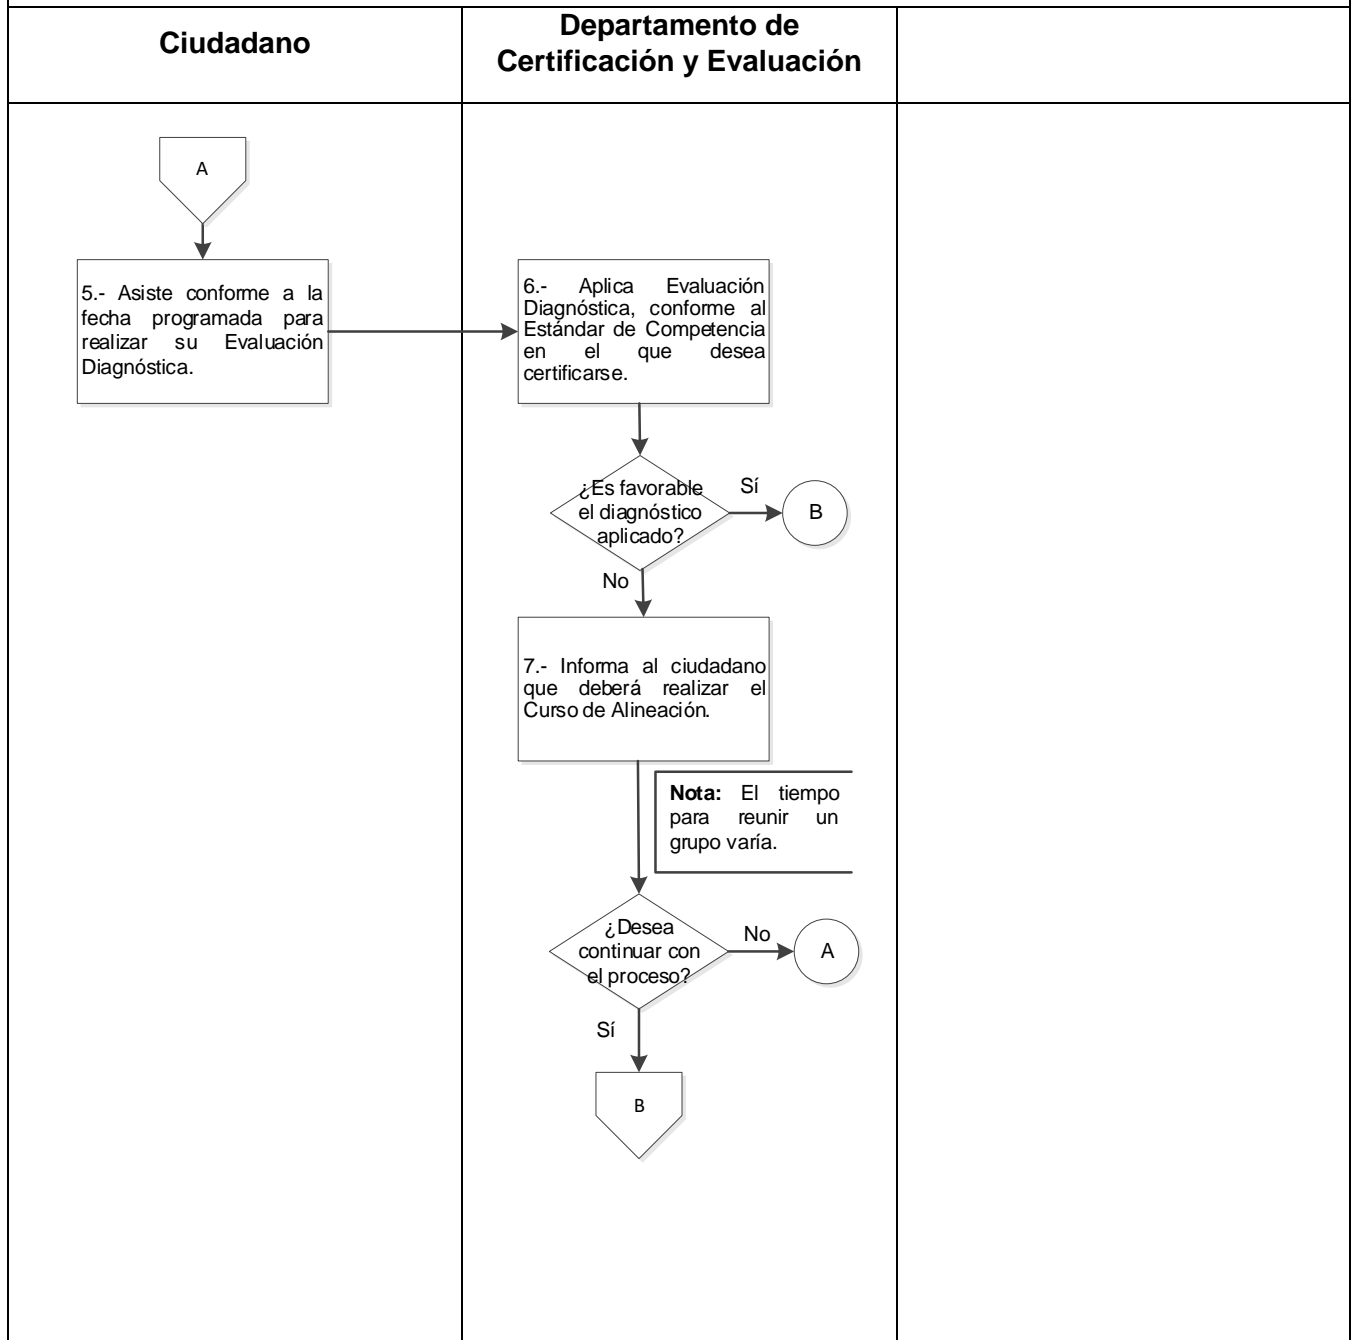 Ciudadano
Departamento de
Certificación y Evaluación
A
5.- Asiste conforme a la
fecha programada para
realizar su Evaluación
Diagnóstica.
6.- Aplica Evaluación
Diagnóstica, conforme al
Estándar de Competencia
en el que desea
certificarse.
¿Es favorable
el diagnóstico
aplicado?
Sí
B
No
7.- Informa al ciudadano
que deberá realizar el
Curso de Alineación.
Nota: El tiempo
para reunir un
grupo varía.
¿Desea
continuar con
el proceso?
No
A
Sí
B